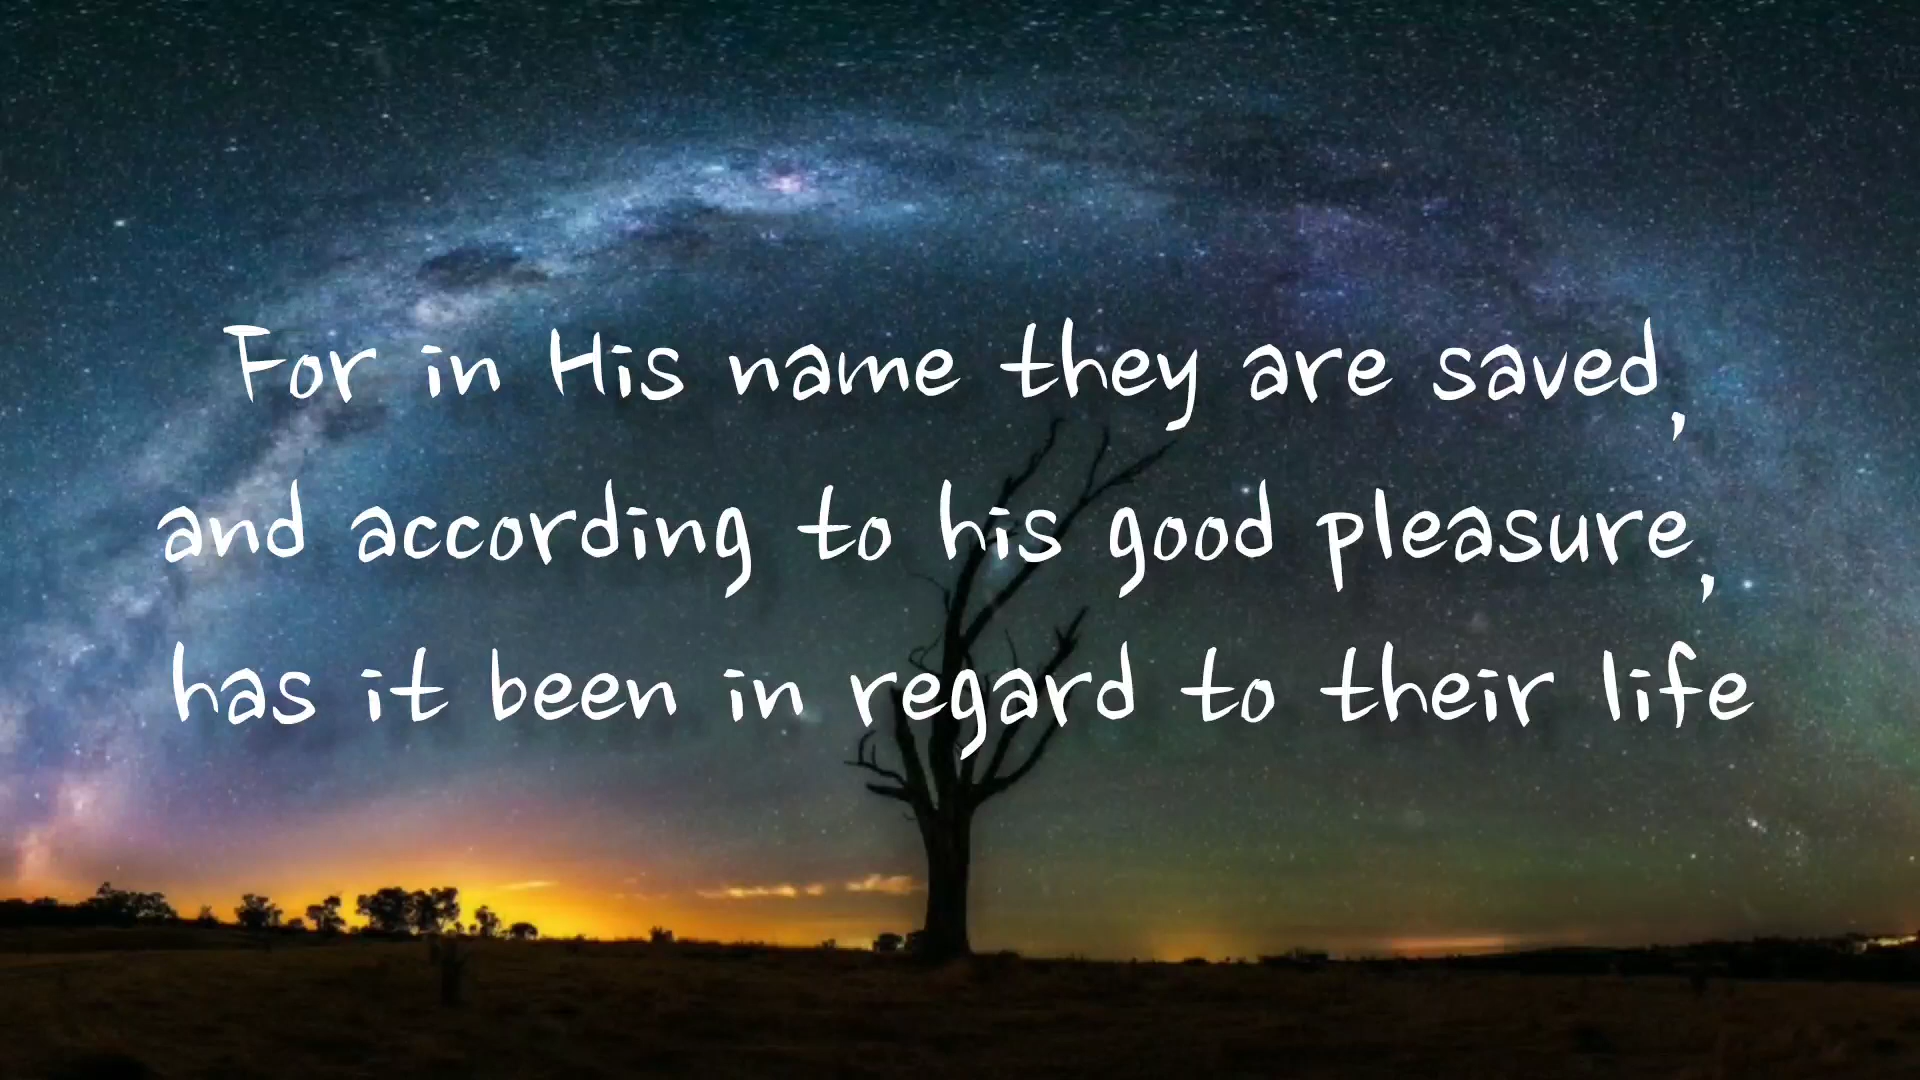 For in His name they are saved,
and according to his good pleasure,
has it been in regard to their life